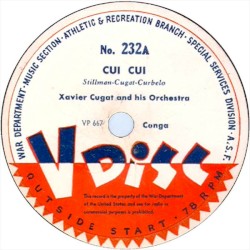 WAR DEPARTMENT - MUSIC SECTION - ATHLETIC & RECREATION BRANCH - SPECIAL SERVICES DIVISION - A.S.F.
No. 232A
CUI CUI
Stillman-Cugat-Curbelo
Xavier Cugat and his Orchestra
VP 667 Conga
V DISC
This record is the property of the War Department
of the United States and use for radio or
commercial purposes is prohibited.
OUTSIDE START - 78 RPM